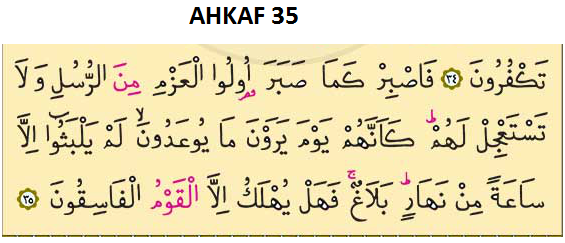 AHKAF 35
تَكْفُرُونَ ﴿٣٤﴾ فَاصْبِرْ كَمَا صَبَرَ اُو۬لُوا الْعَزْمِ مِنَ الرُّسُلِ وَلَا
تَسْتَعْجِلْ لَهُمْۜ كَاَنَّهُمْ يَوْمَ يَرَوْنَ مَا يُوعَدُونَۙ لَمْ يَلْبَثُٓوا اِلَّا
سَاعَةً مِنْ نَهَارٍۜ بَلَاغٌۚ فَهَلْ يُهْلَكُ اِلَّا الْقَوْمُ الْفَاسِقُونَ ﴿٣٥﴾